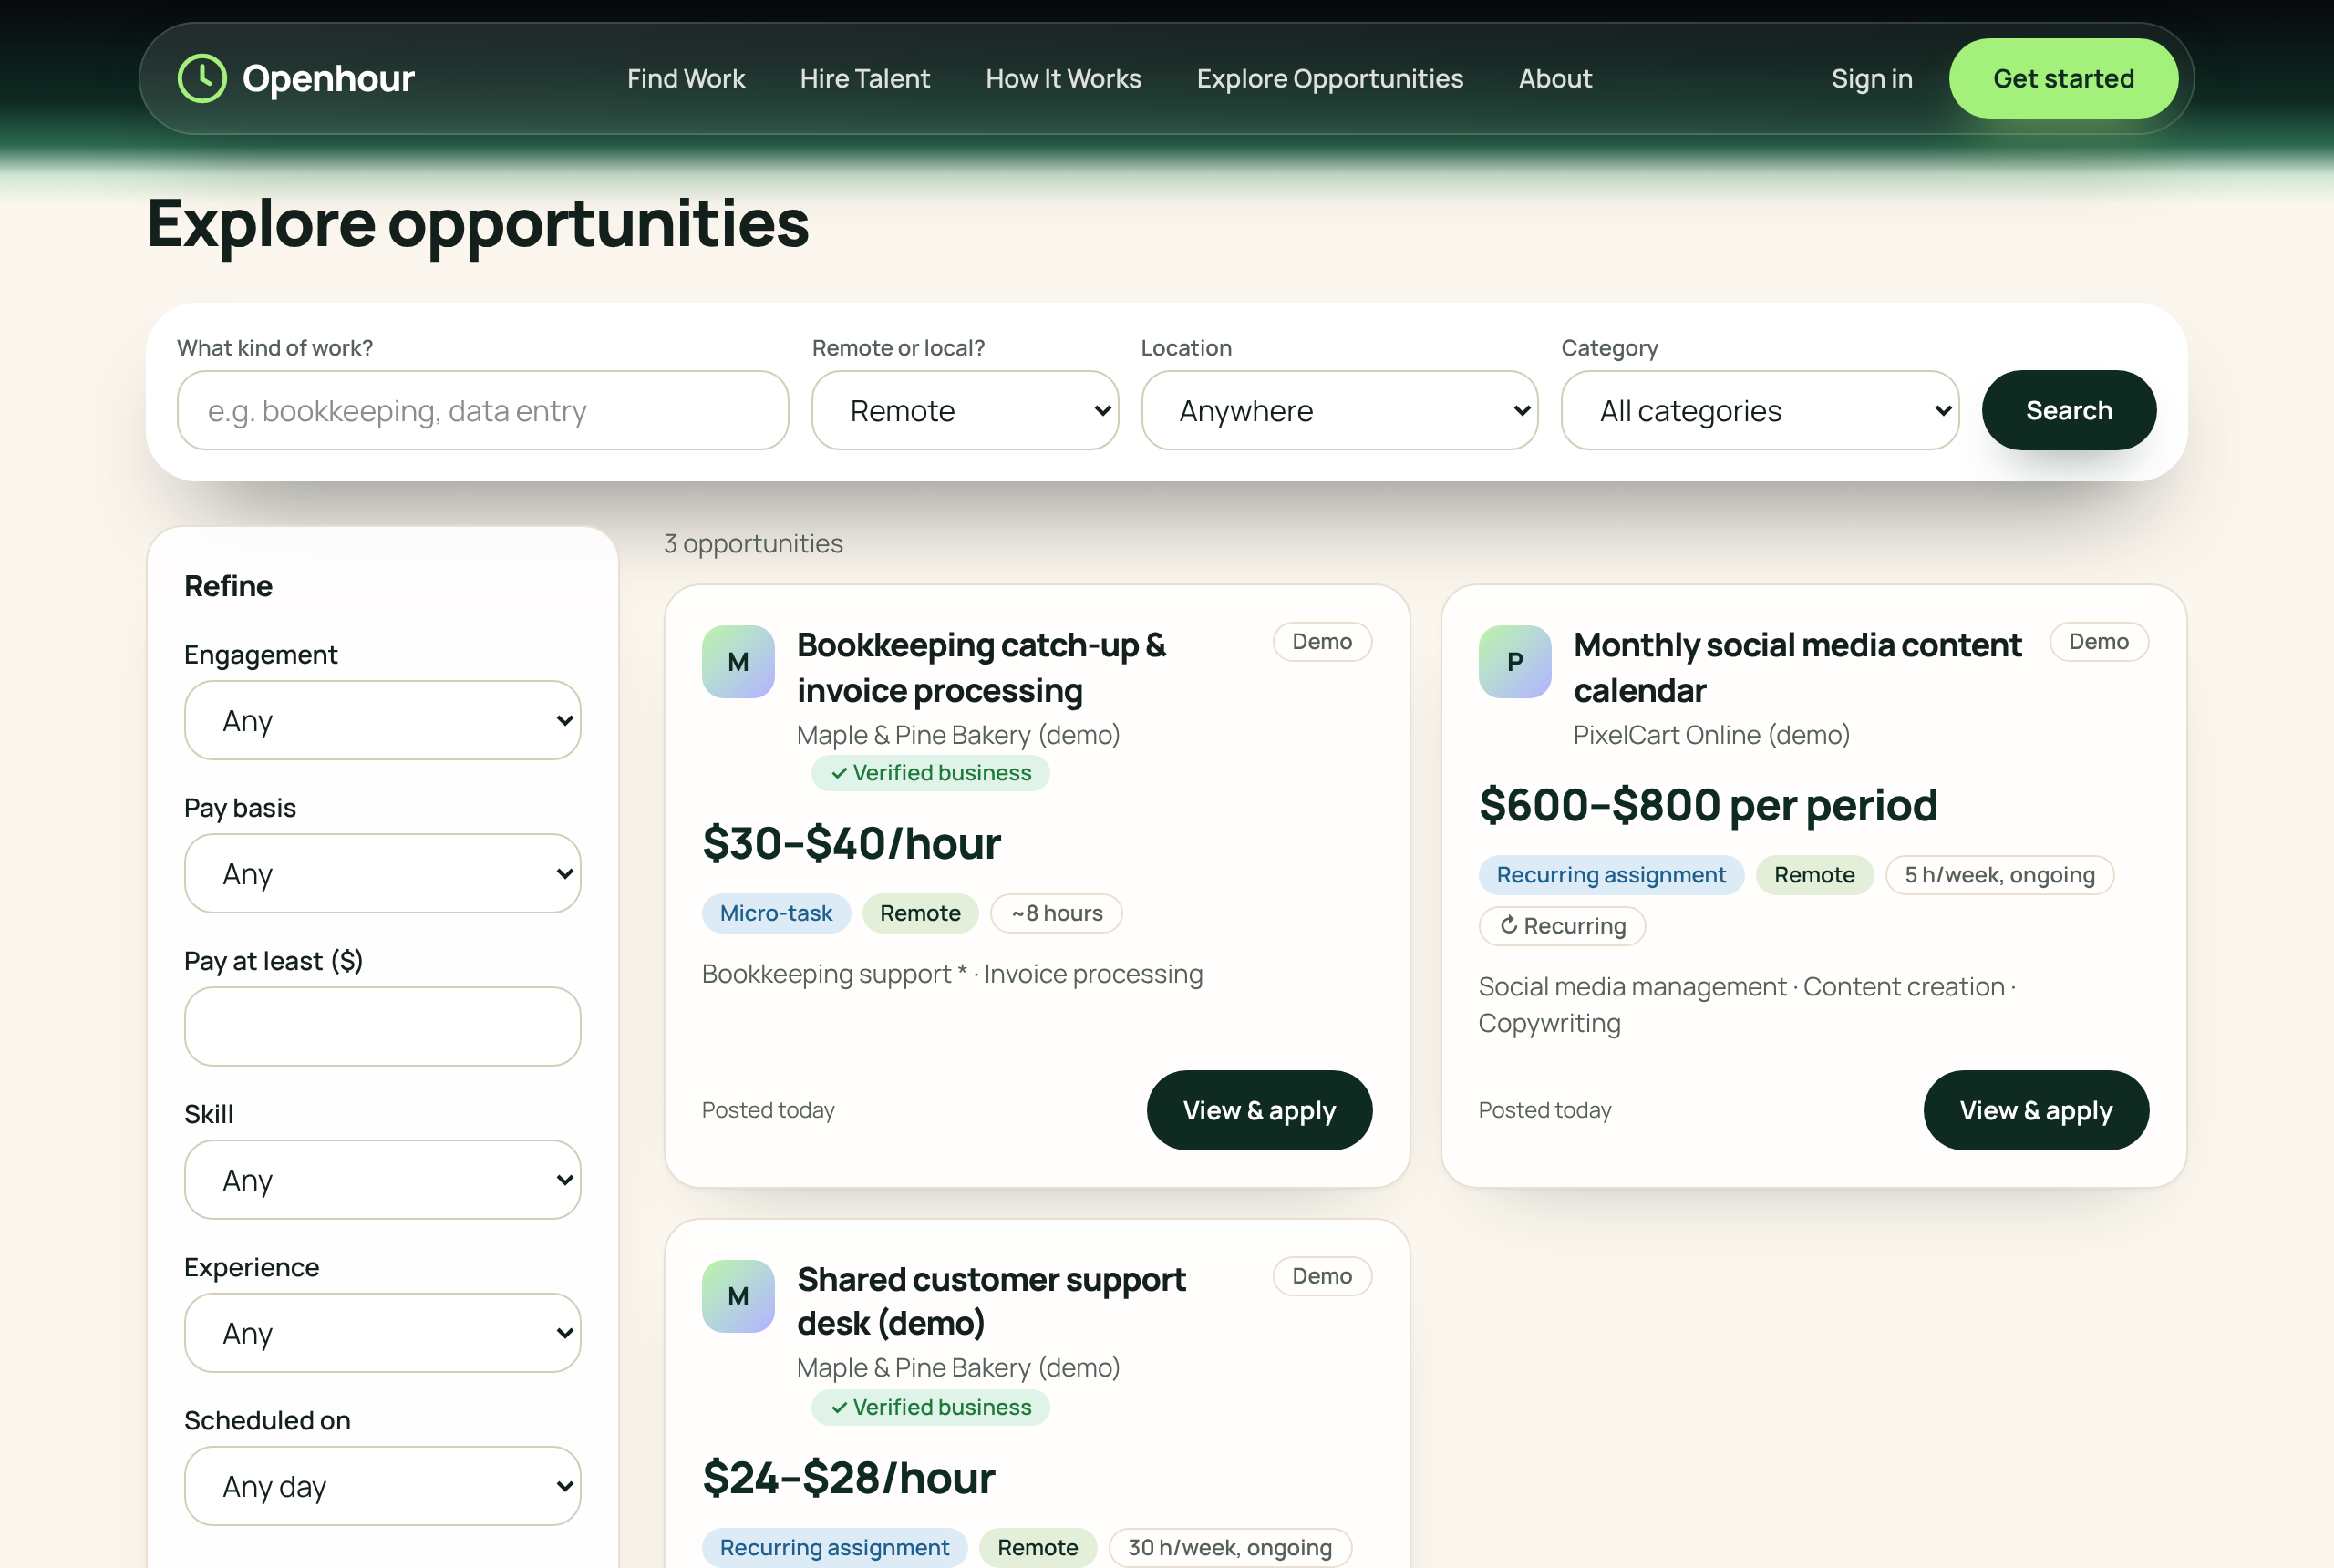 Openhour
Find Work
Hire Talent
How It Works
Explore Opportunities
About
Sign in
Get started
Explore opportunities
What kind of work?
e.g. bookkeeping, data entry
Remote or local?
Remote
Location
Anywhere
Category
All categories
Search
Refine
Engagement
Any
Pay basis
Any
Pay at least ($)
Skill
Any
Experience
Any
Scheduled on
Any day
3 opportunities
M
Bookkeeping catch-up &
invoice processing
Demo
Maple & Pine Bakery (demo)
✓ Verified business
$30–$40/hour
Micro-task
Remote
~8 hours
Bookkeeping support * · Invoice processing
Posted today
View & apply
P
Monthly social media content
calendar
Demo
PixelCart Online (demo)
$600–$800 per period
Recurring assignment
Remote
5 h/week, ongoing
↻ Recurring
Social media management · Content creation ·
Copywriting
Posted today
View & apply
M
Shared customer support
desk (demo)
Demo
Maple & Pine Bakery (demo)
✓ Verified business
$24–$28/hour
Recurring assignment
Remote
30 h/week, ongoing